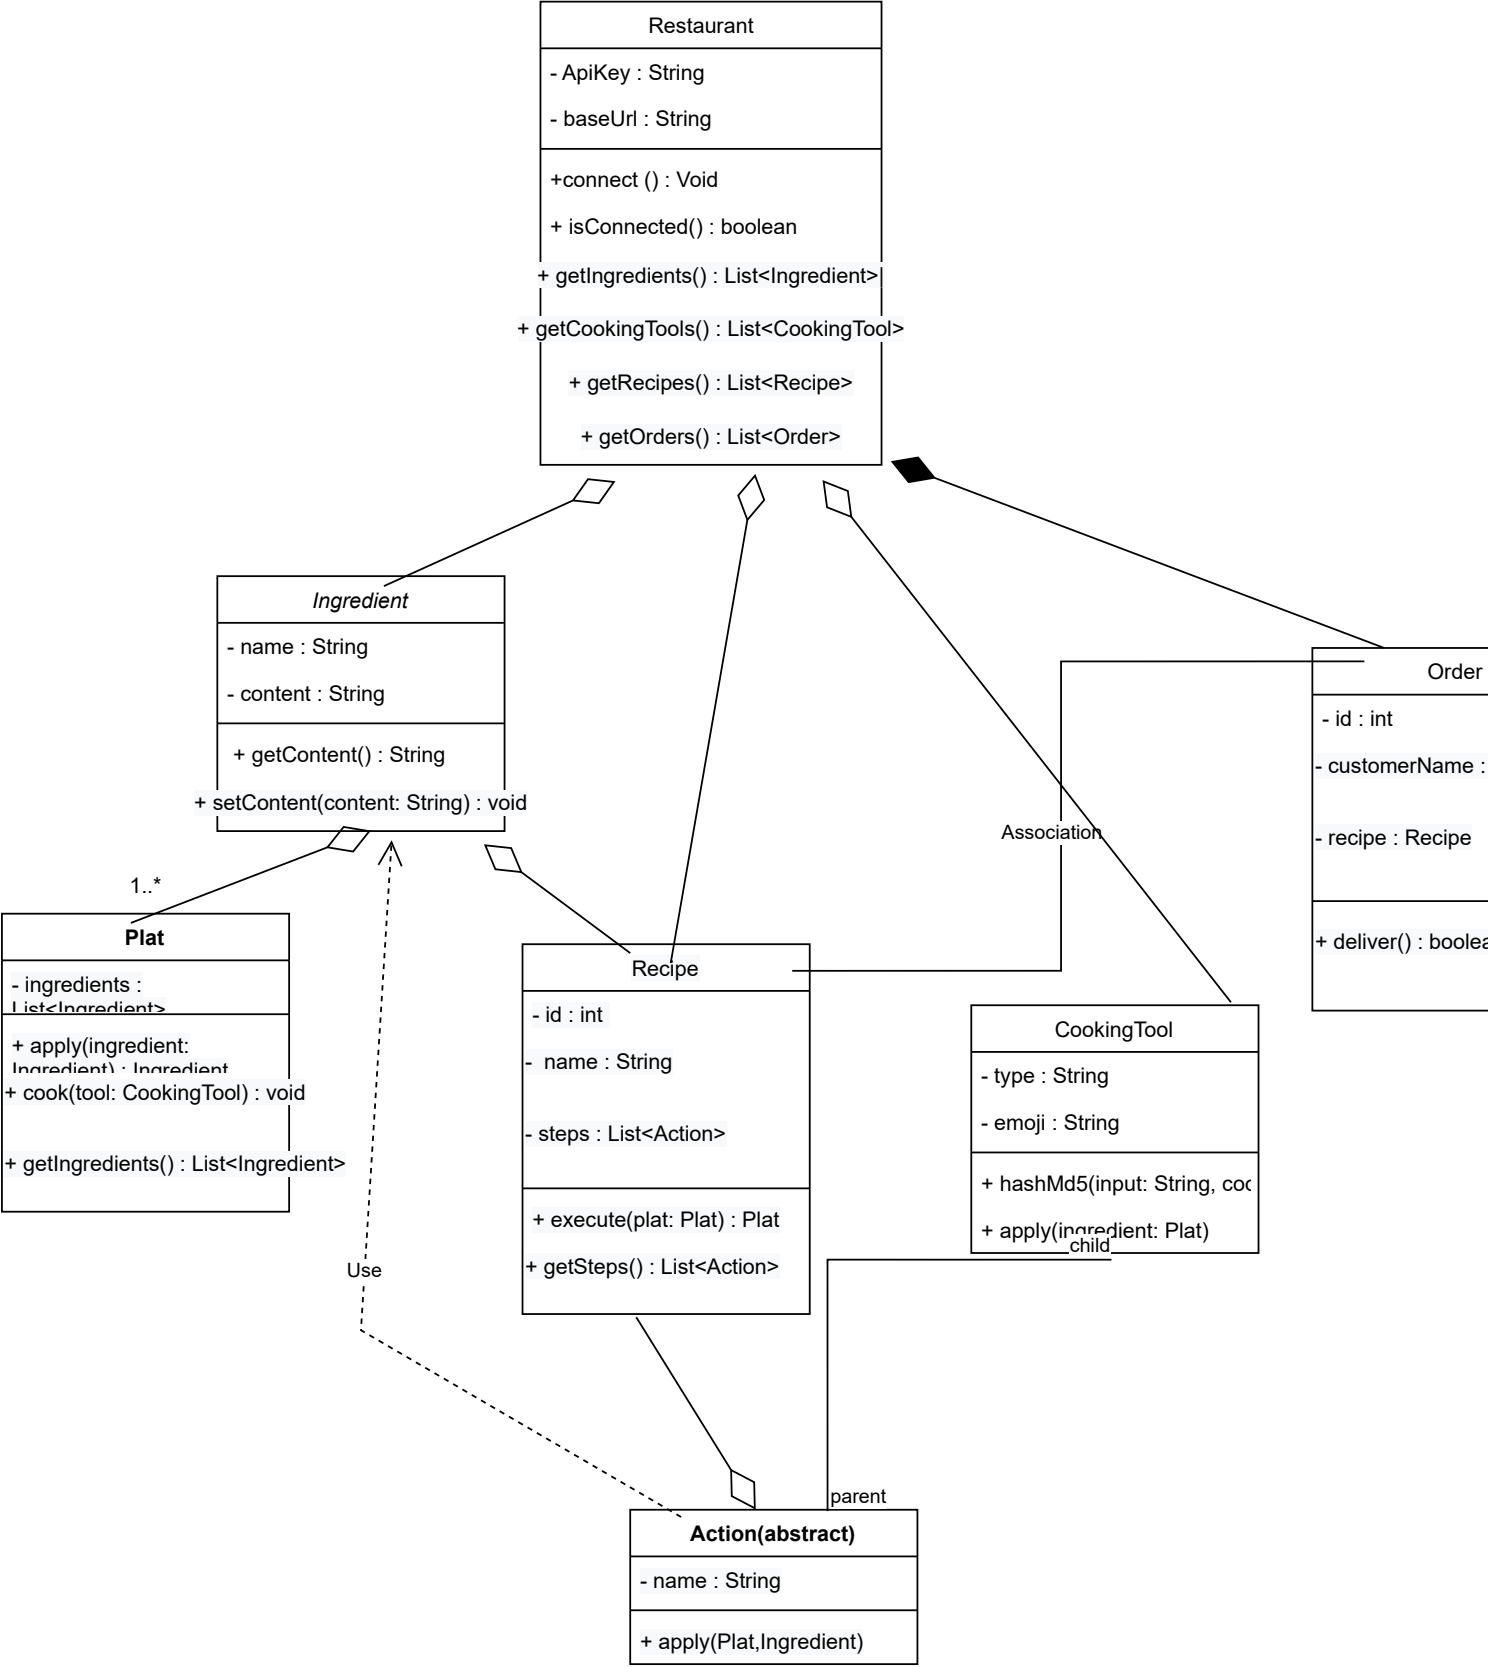 Restaurant
- ApiKey : String
- baseUrl : String
+connect () : Void
+ isConnected() : boolean
+ getIngredients() : List<Ingredient>
+ getCookingTools() : List<CookingTool>
+ getRecipes() : List<Recipe>
+ getOrders() : List<Order>
Ingredient
- name : String
- content : String
+ getContent() : String
+ setContent(content: String) : void
Order
- id : int
- customerName :
- recipe : Recipe
+ deliver() :
Association
1..*
Plat
- ingredients :
List<Ingredient>
+ apply(ingredient:
Ingredient) : Ingredient
+ cook(tool: CookingTool) : void
+ getIngredients() : List<Ingredient>
Recipe
- id : int
- name : String
- steps : List<Action>
+ execute(plat: Plat) : Plat
+ getSteps() : List<Action>
CookingTool
- type : String
- emoji : String
+ hashMd5(input: String,
+ apply(ingredient: Plat)
child
Use
parent
Action(abstract)
- name : String
+ apply(Plat,Ingredient)